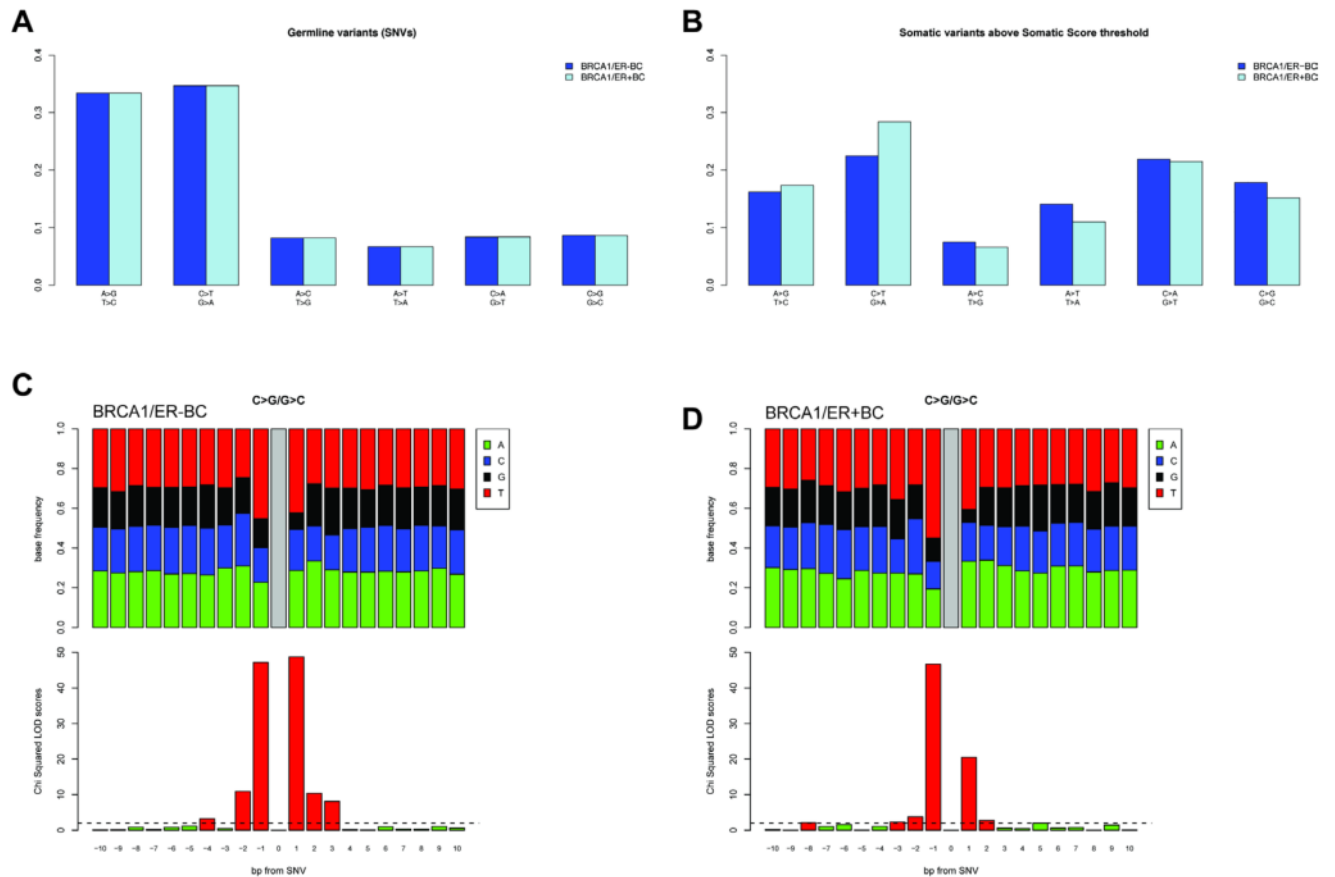 A
Germline variants (SNVs)
0.4
0.3
0.2
0.1
0.0
BRCA1/ER-BC
BRCA1/ER+BC
A>G C>T A>C A>T C>A C>G
T>C G>A T>G T>A G>T G>C
B
Somatic variants above Somatic Score threshold
0.4
0.3
0.2
0.1
0.0
BRCA1/ER-BC
BRCA1/ER+BC
A>G C>T A>C A>T C>A C>G
T>C G>A T>G T>A G>T G>C
C
C>G/G>C
BRCA1/ER-BC
base frequency
1.0
0.8
0.6
0.4
0.2
0.0
A
C
G
T
Chi Squared LOD scores
50
40
30
20
10
0
-10 -9 -8 -7 -6 -5 -4 -3 -2 -1 0 1 2 3 4 5 6 7 8 9 10
bp from SNV
D
C>G/G>C
BRCA1/ER+BC
base frequency
1.0
0.8
0.6
0.4
0.2
0.0
A
C
G
T
Chi Squared LOD scores
50
40
30
20
10
0
-10 -9 -8 -7 -6 -5 -4 -3 -2 -1 0 1 2 3 4 5 6 7 8 9 10
bp from SNV